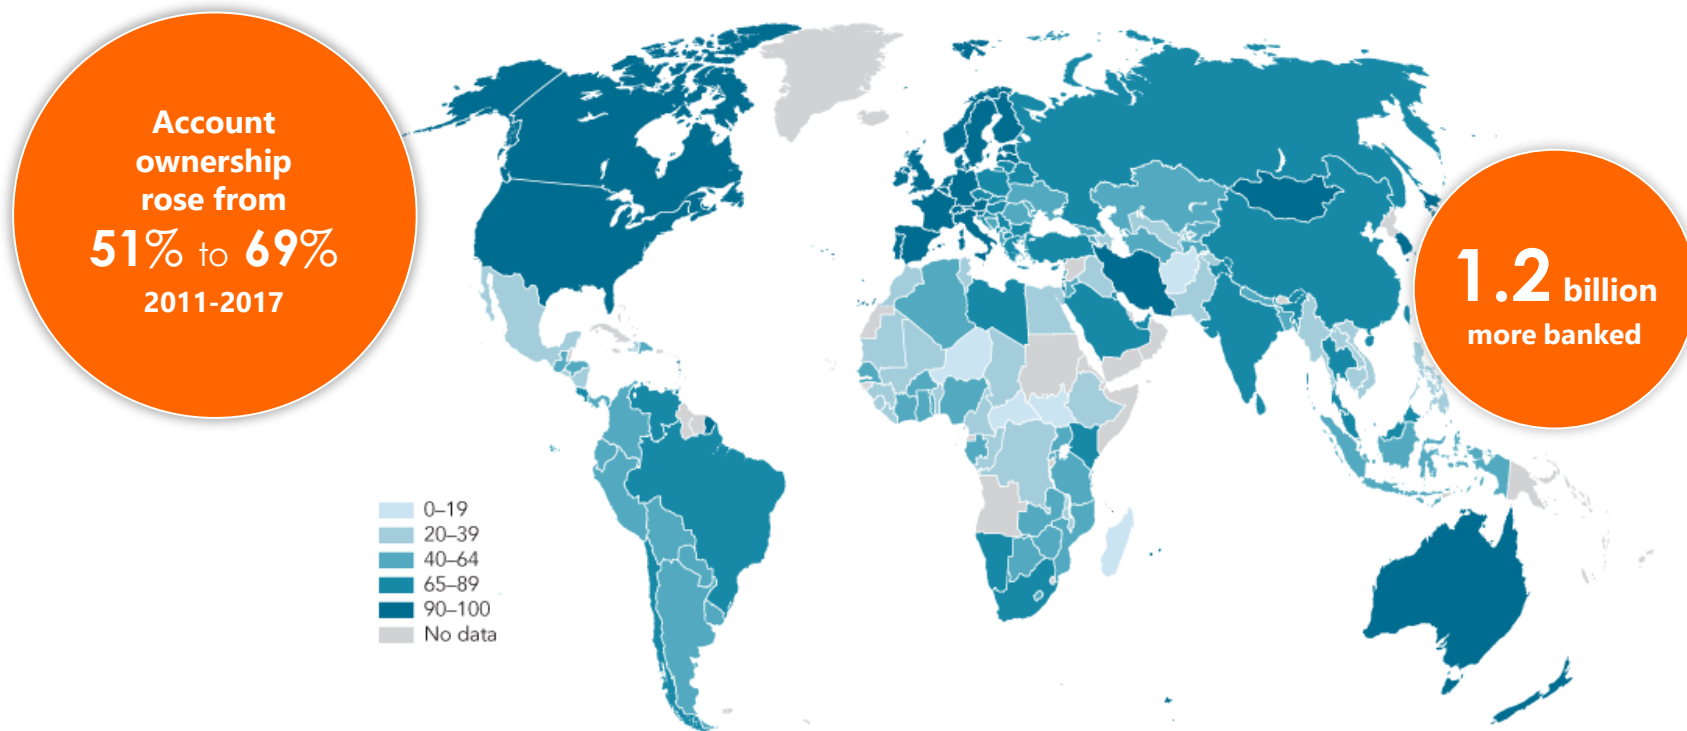 Account
ownership
rose from
51% to 69%
2011-2017
1.2 billion
more banked
0–19
20–39
40–64
65–89
90–100
No data